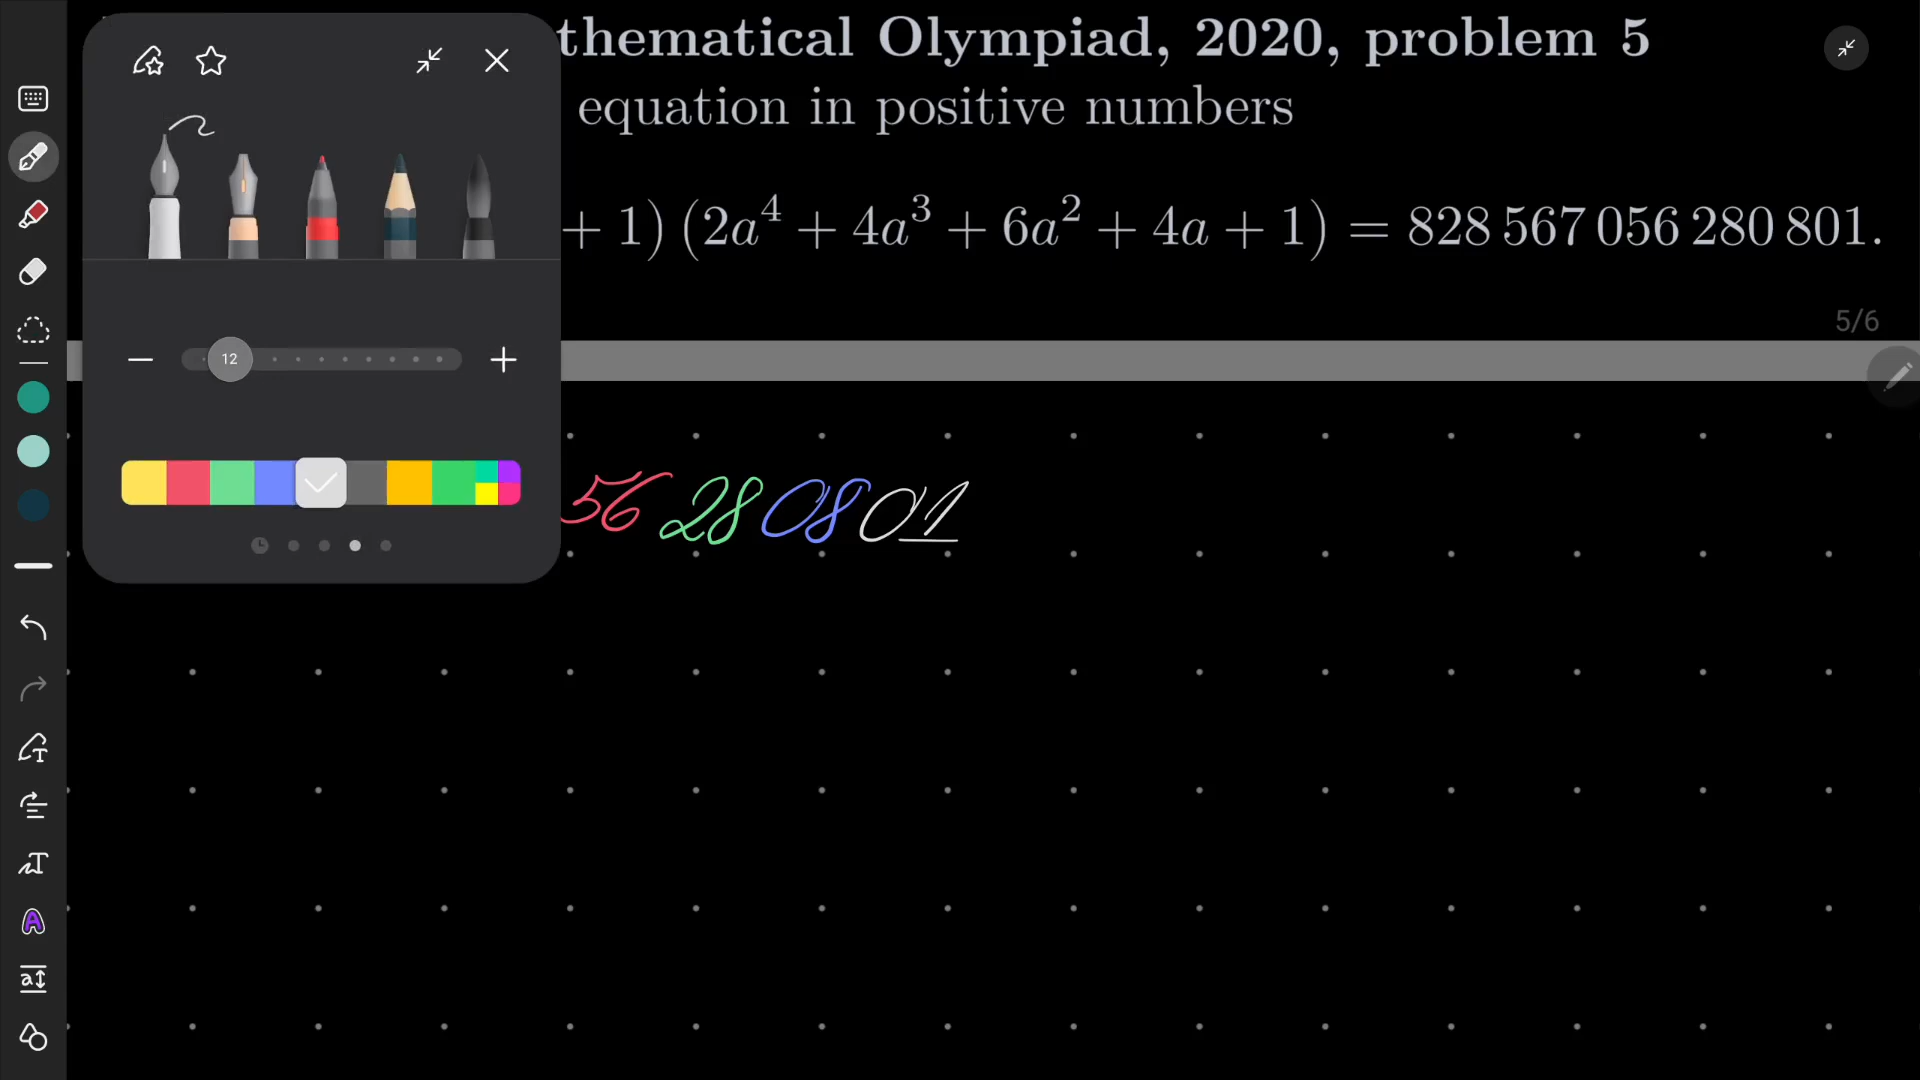 thematical Olympiad, 2020, problem 5
equation in positive numbers
+ 1) (2a⁴ + 4a³ + 6a² + 4a + 1) = 828 567 056 280 801.
5/6
12
56 28 08 01